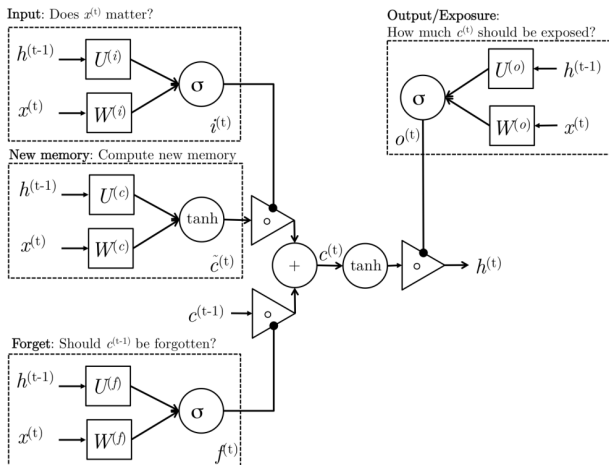 Input: Does x(t) matter?
h(t-1)
U(i)
x(t)
W(i)
σ
i(t)
Output/Exposure:
How much c(t) should be exposed?
U(o)
h(t-1)
σ
W(o)
x(t)
o(t)
New memory: Compute new memory
h(t-1)
U(c)
x(t)
W(c)
tanh
c̃(t)
∘
+
c(t)
tanh
∘
h(t)
c(t-1)
∘
Forget: Should c(t-1) be forgotten?
h(t-1)
U(f)
x(t)
W(f)
σ
f(t)